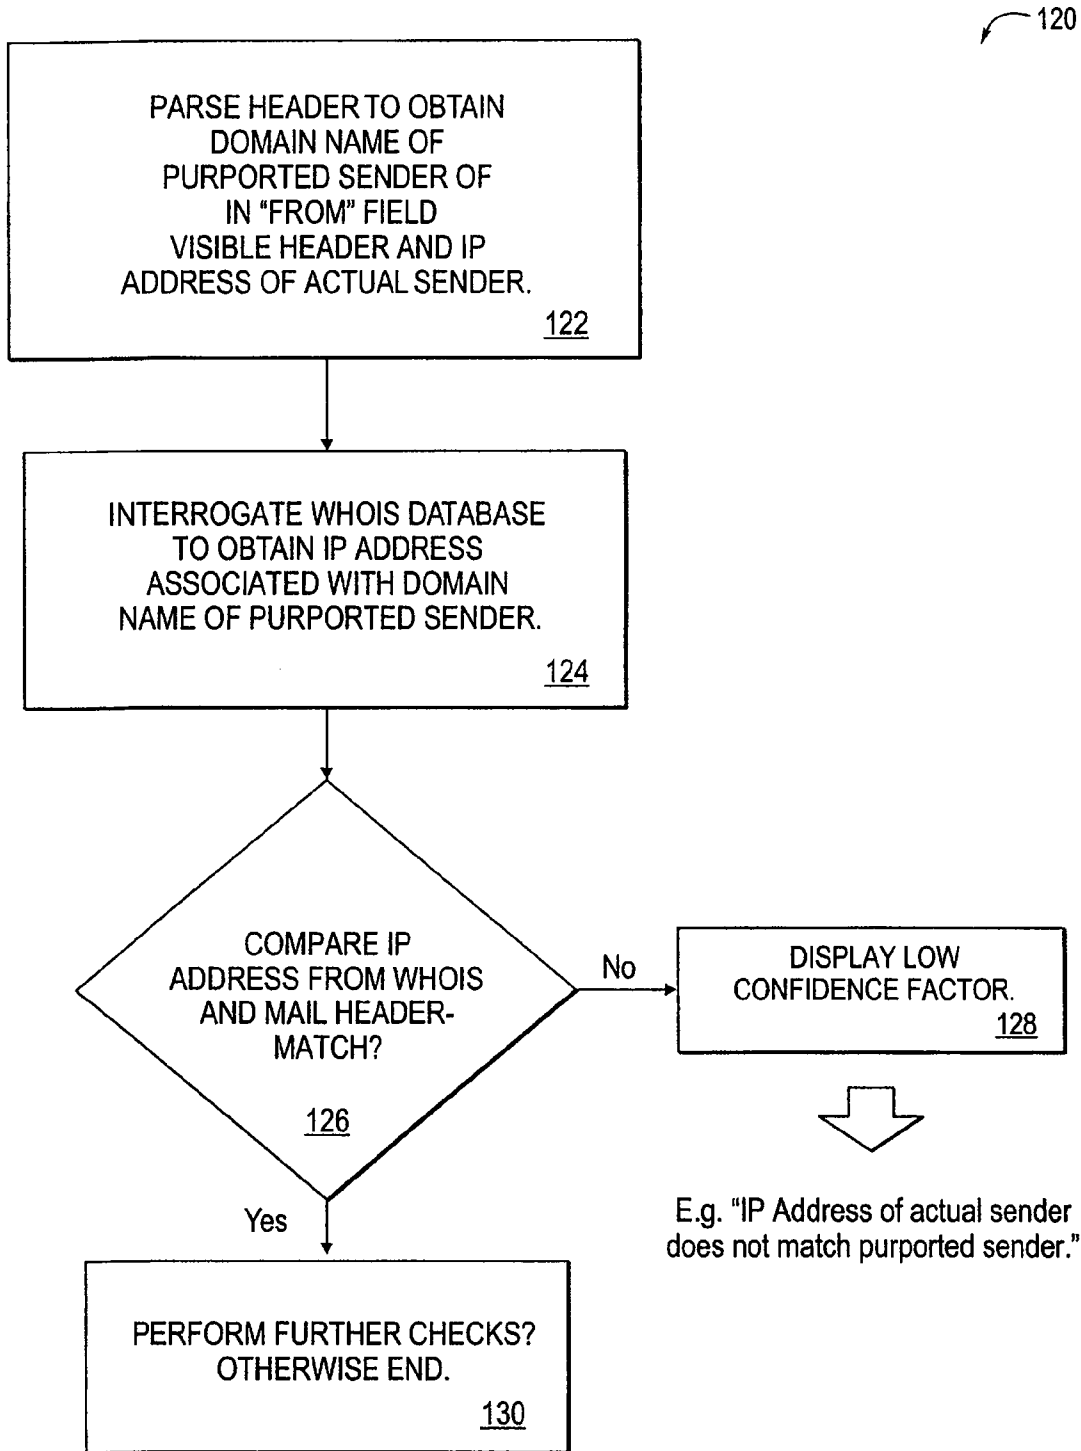 120
PARSE HEADER TO OBTAIN
DOMAIN NAME OF
PURPORTED SENDER OF
IN "FROM" FIELD
VISIBLE HEADER AND IP
ADDRESS OF ACTUAL SENDER.
122
INTERROGATE WHOIS DATABASE
TO OBTAIN IP ADDRESS
ASSOCIATED WITH DOMAIN
NAME OF PURPORTED SENDER.
124
COMPARE IP
ADDRESS FROM WHOIS
AND MAIL HEADER-
MATCH?
126
No
DISPLAY LOW
CONFIDENCE FACTOR.
128
E.g. "IP Address of actual sender
does not match purported sender."
Yes
PERFORM FURTHER CHECKS?
OTHERWISE END.
130